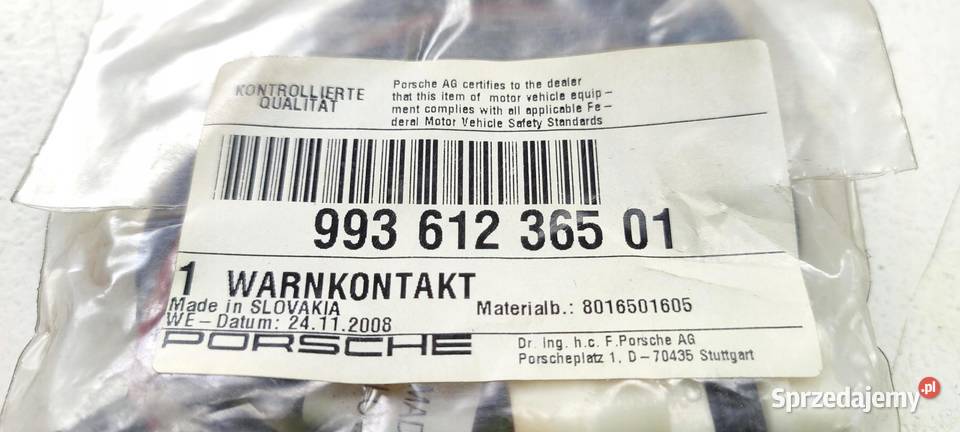 KONTROLLIERTE
QUALITÄT
Porsche AG certifies to the dealer
that this item of motor vehicle equip-
ment complies with all applicable Fe-
deral Motor Vehicle Safety Standards
993 612 365 01
1 WARNKONTAKT
Made in SLOVAKIA
Materialb.: 8016501605
WE-Datum: 24.11.2008
PORSCHE
Dr. Ing. h.c. F.Porsche AG
Porscheplatz 1, D-70435 Stuttgart
Sprzedajemy.pl